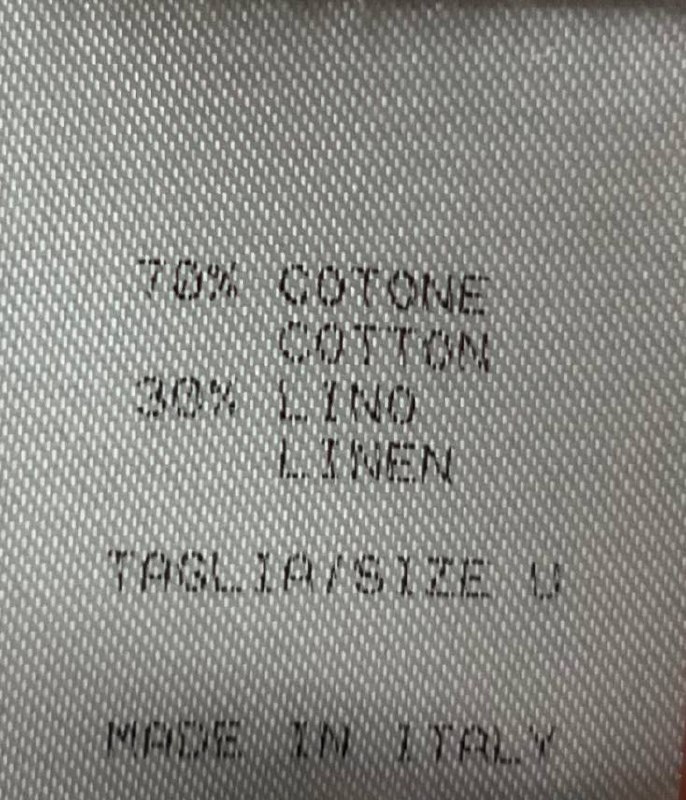 70% COTONE
COTTON
30% LINO
LINEN
TAGLIA/SIZE U
MADE IN ITALY